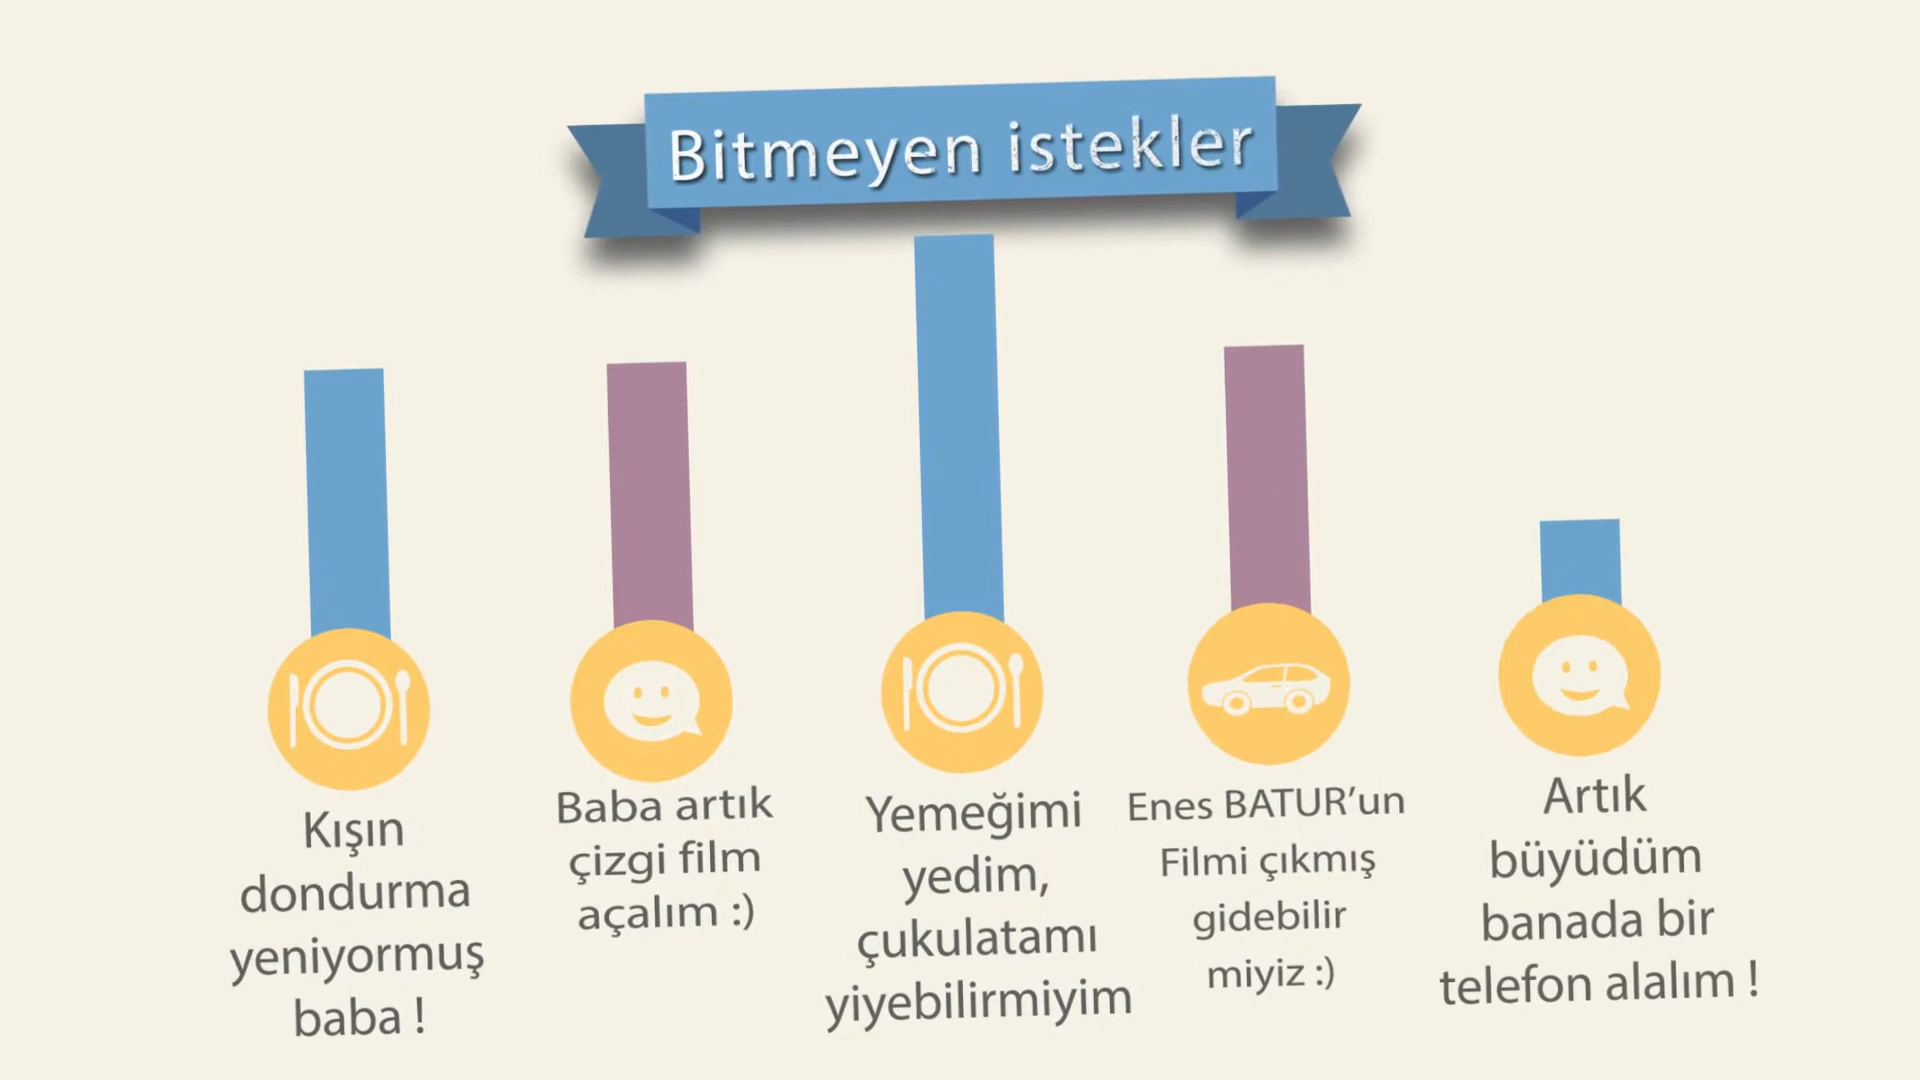 Bitmeyen istekler
Kışın
dondurma
yeniyormuş
baba !
Baba artık
çizgi film
açalım :)
Yemeğimi
yedim,
çukulatamı
yiyebilirmiyim
Enes BATUR’un
Filmi çıkmış
gidebilir
miyiz :)
Artık
büyüdüm
banada bir
telefon alalım !